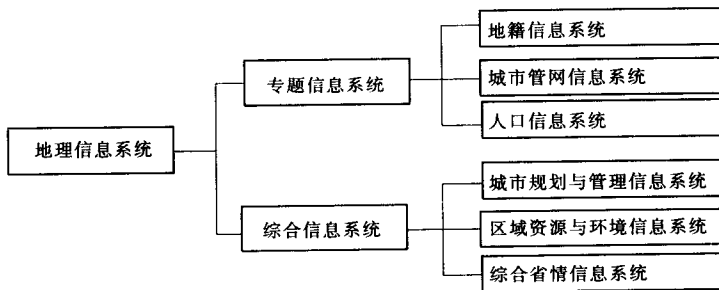 地理信息系统
专题信息系统
地籍信息系统
城市管网信息系统
人口信息系统
综合信息系统
城市规划与管理信息系统
区域资源与环境信息系统
综合省情信息系统